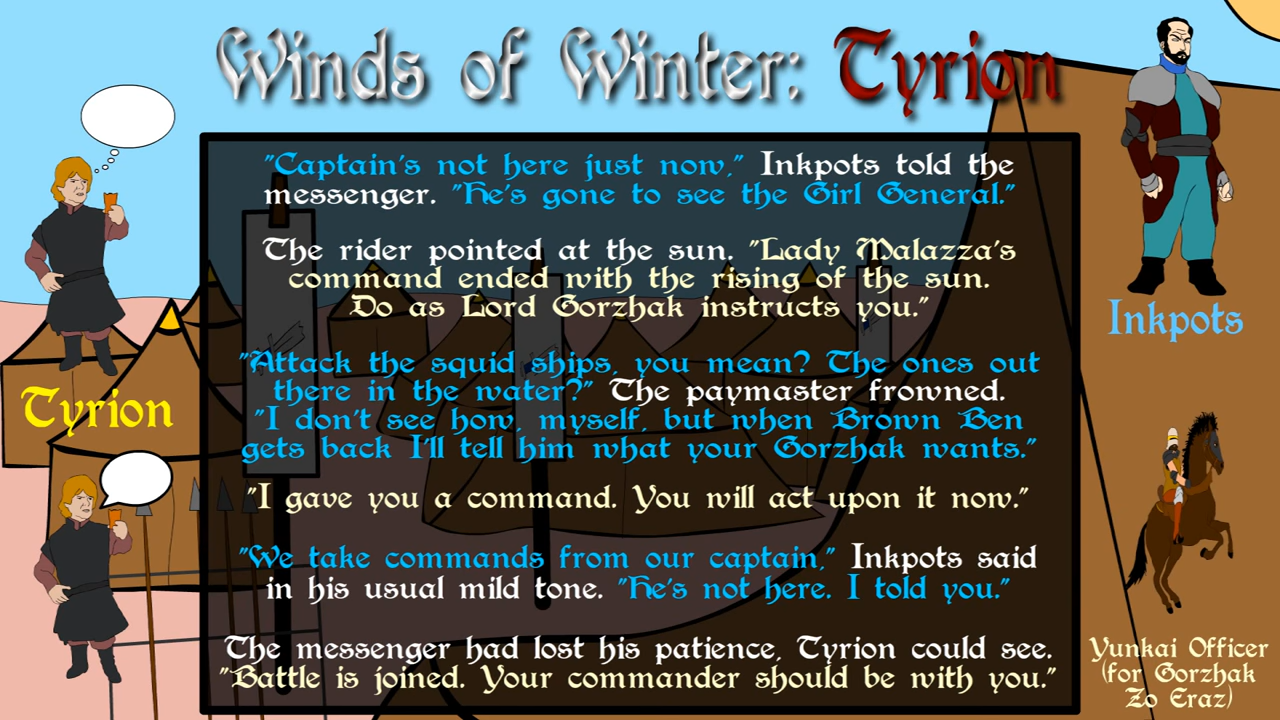 Winds of Winter: Tyrion
"Captain's not here just now," Inkpots told the
messenger. "He's gone to see the Girl General."
The rider pointed at the sun. "Lady Malazza's
command ended with the rising of the sun.
Do as Lord Gorzhak instructs you."
"Attack the squid ships, you mean? The ones out
there in the water?" The paymaster frowned.
"I don't see how, myself, but when Brown Ben
gets back I'll tell him what your Gorzhak wants."
"I gave you a command. You will act upon it now."
"We take commands from our captain," Inkpots said
in his usual mild tone. "He's not here. I told you."
The messenger had lost his patience, Tyrion could see.
"Battle is joined. Your commander should be with you."
Tyrion
Inkpots
Yunkai Officer
(for Gorzhak
Zo Eraz)